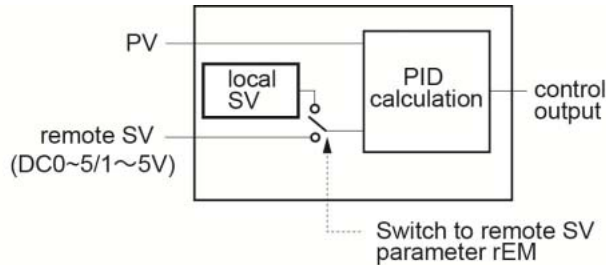 PV
local
SV
PID
calculation
control
output
remote SV
(DC0~5/1～5V)
Switch to remote SV
parameter rEM